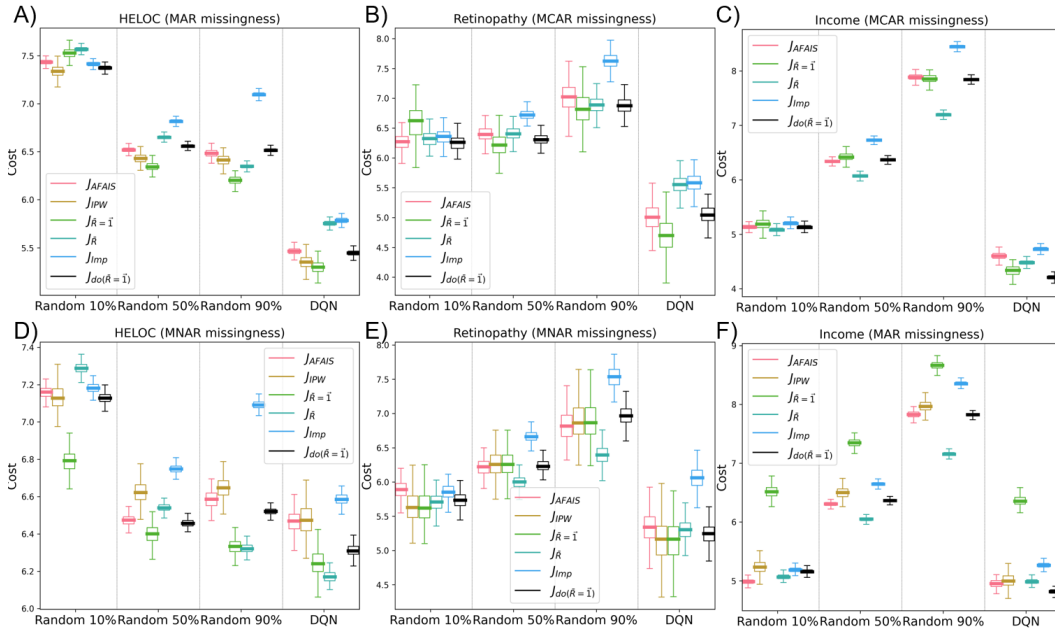 A)
HELOC (MAR missingness)
Cost
7.5
7.0
6.5
6.0
5.5
J_AFAIS
J_IPW
J_R̄=1⃗
J_R̄
J_Imp
J_do(R̄=1⃗)
Random 10% Random 50% Random 90% DQN
B)
Retinopathy (MCAR missingness)
Cost
8.0
7.5
7.0
6.5
6.0
5.5
5.0
4.5
4.0
J_AFAIS
J_R̄=1⃗
J_R̄
J_Imp
J_do(R̄=1⃗)
Random 10% Random 50% Random 90% DQN
C)
Income (MCAR missingness)
Cost
8
7
6
5
4
J_AFAIS
J_R̄=1⃗
J_R̄
J_Imp
J_do(R̄=1⃗)
Random 10% Random 50% Random 90% DQN
D)
HELOC (MNAR missingness)
Cost
7.4
7.2
7.0
6.8
6.6
6.4
6.2
6.0
J_AFAIS
J_IPW
J_R̄=1⃗
J_R̄
J_Imp
J_do(R̄=1⃗)
Random 10% Random 50% Random 90% DQN
E)
Retinopathy (MNAR missingness)
Cost
8.0
7.5
7.0
6.5
6.0
5.5
5.0
4.5
J_AFAIS
J_IPW
J_R̄=1⃗
J_R̄
J_Imp
J_do(R̄=1⃗)
Random 10% Random 50% Random 90% DQN
F)
Income (MAR missingness)
Cost
9
8
7
6
5
J_AFAIS
J_IPW
J_R̄=1⃗
J_R̄
J_Imp
J_do(R̄=1⃗)
Random 10% Random 50% Random 90% DQN